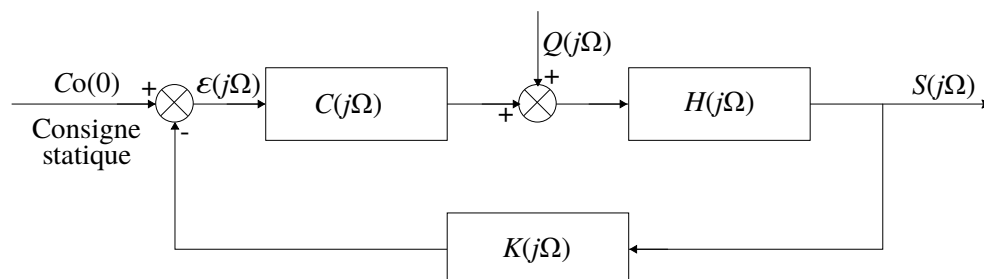 Q(jΩ)
+
Co(0)
+
ε(jΩ)
C(jΩ)
+
H(jΩ)
S(jΩ)
-
Consigne
statique
K(jΩ)